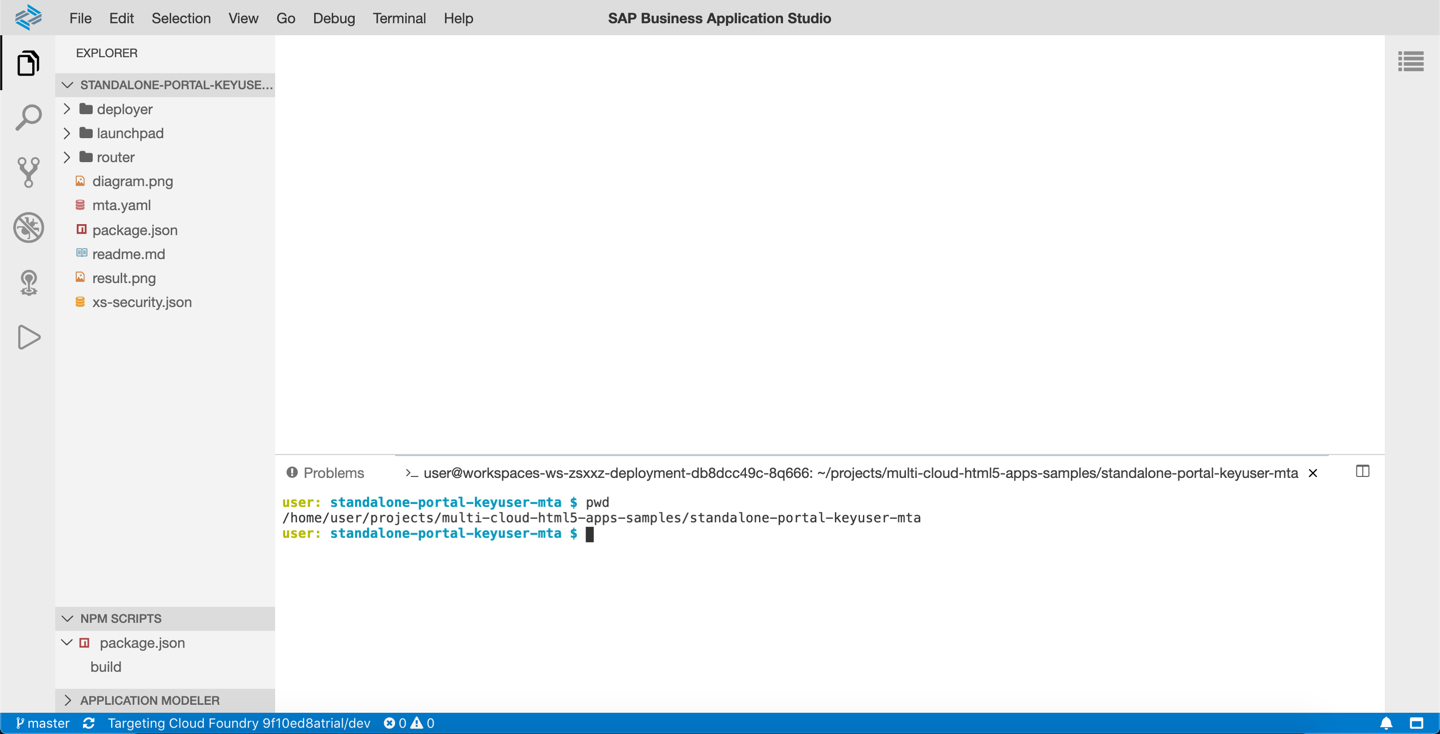 File Edit Selection View Go Debug Terminal Help SAP Business Application Studio
EXPLORER
STANDALONE-PORTAL-KEYUSE...
deployer
launchpad
router
diagram.png
mta.yaml
package.json
readme.md
result.png
xs-security.json
Problems >_ user@workspaces-ws-zsxxz-deployment-db8dcc49c-8q666: ~/projects/multi-cloud-html5-apps-samples/standalone-portal-keyuser-mta ×
user: standalone-portal-keyuser-mta $ pwd
/home/user/projects/multi-cloud-html5-apps-samples/standalone-portal-keyuser-mta
user: standalone-portal-keyuser-mta $
NPM SCRIPTS
package.json
build
APPLICATION MODELER
master Targeting Cloud Foundry 9f10ed8atrial/dev 0 0